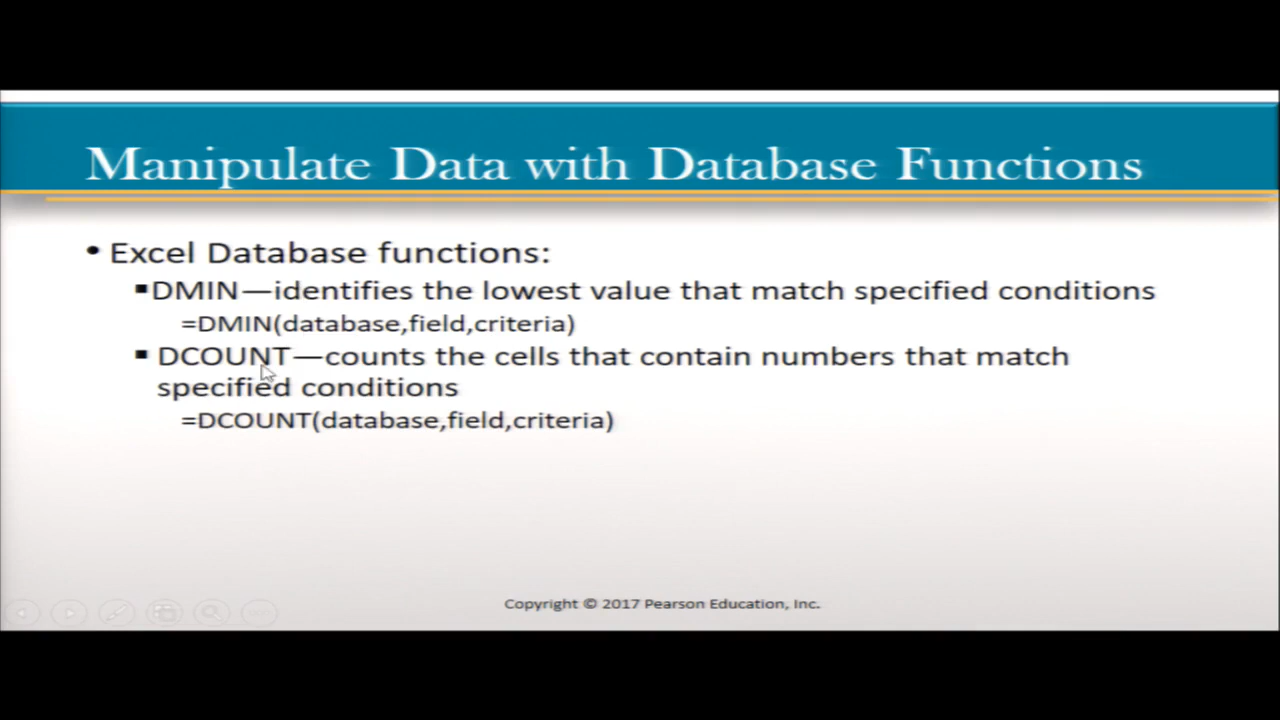 Manipulate Data with Database Functions
• Excel Database functions:
▪DMIN—identifies the lowest value that match specified conditions
=DMIN(database,field,criteria)
▪ DCOUNT—counts the cells that contain numbers that match
specified conditions
=DCOUNT(database,field,criteria)
Copyright © 2017 Pearson Education, Inc.